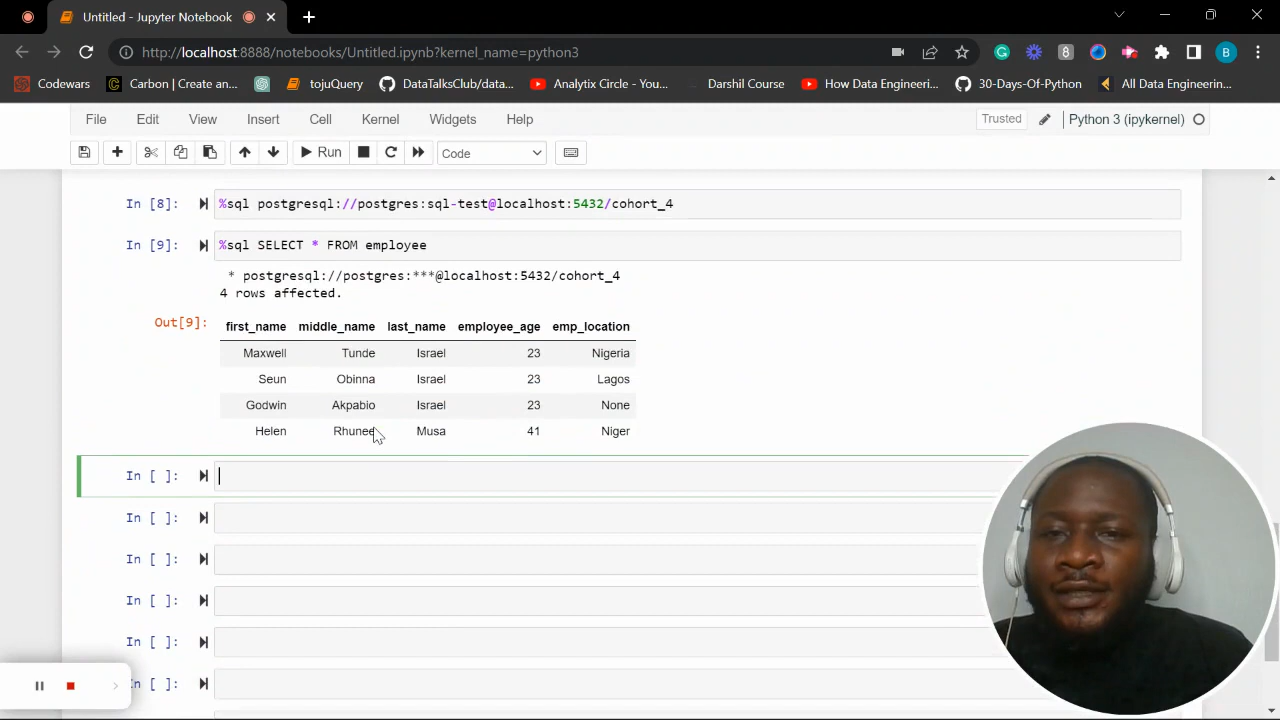 Untitled - Jupyter Notebook
http://localhost:8888/notebooks/Untitled.ipynb?kernel_name=python3
B
Codewars
Carbon | Create an...
tojuQuery
DataTalksClub/data...
Analytix Circle - You...
Dashil Course
How Data Engineeri...
30-Days-Of-Python
All Data Engineerin...
File Edit View Insert Cell Kernel Widgets Help
Trusted
Python 3 (ipykernel)
Run
Code
In [8]: %sql postgresql://postgres:sql-test@localhost:5432/cohort_4
In [9]: %sql SELECT * FROM employee
* postgresql://postgres:***@localhost:5432/cohort_4
4 rows affected.
Out[9]: first_name middle_name last_name employee_age emp_location
Maxwell Tunde Israel 23 Nigeria
Seun Obinna Israel 23 Lagos
Godwin Akpabio Israel 23 None
Helen Musa 41 Niger
In [ ]:
In [ ]:
In [ ]:
In [ ]:
In [ ]:
In [ ]: